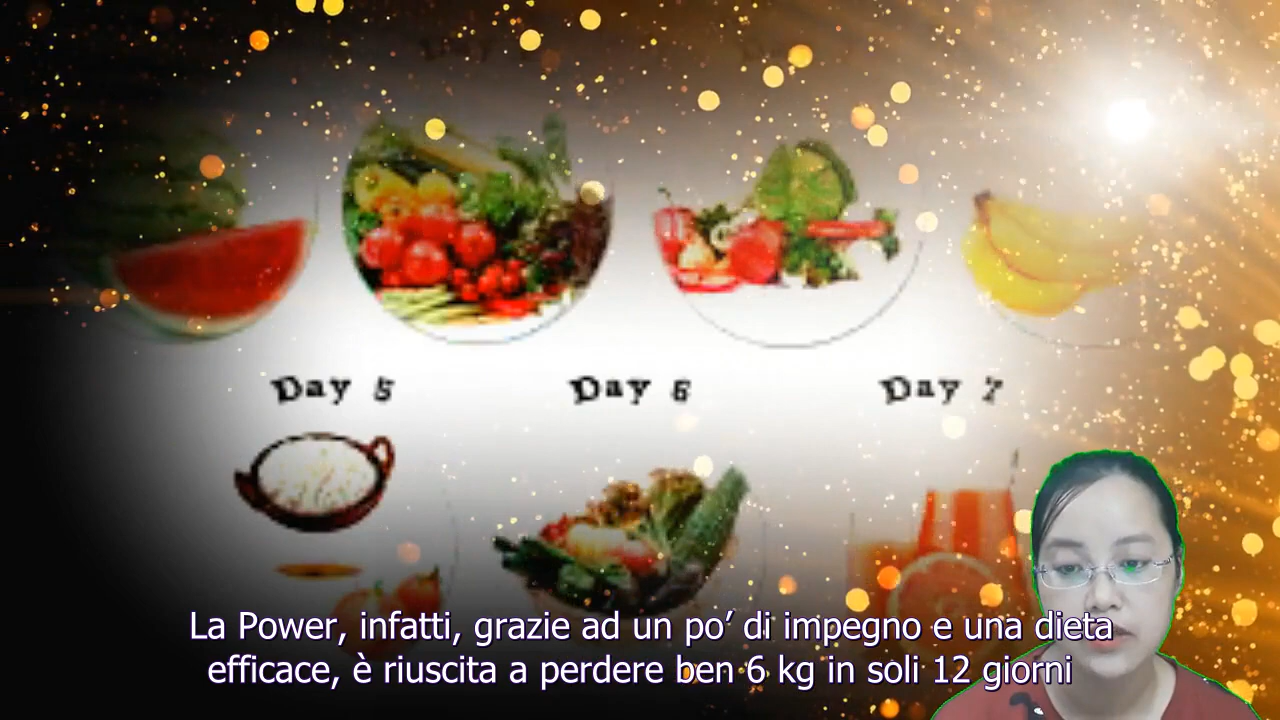 Day 5 Day 6 Day 7
La Power, infatti, grazie ad un po’ di impegno e una dieta
efficace, è riuscita a perdere ben 6 kg in soli 12 giorni